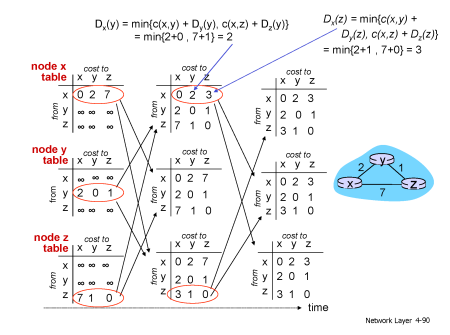 Dx(y) = min{c(x,y) + Dy(y), c(x,z) + Dz(y)}
= min{2+0 , 7+1} = 2
Dx(z) = min{c(x,y) +
Dy(z), c(x,z) + Dz(z)}
= min{2+1 , 7+0} = 3
node x
table
cost to
x y z
from
x 0 2 7
y ∞ ∞ ∞
z ∞ ∞ ∞
cost to
x y z
from
x 0 2 3
y 2 0 1
z 7 1 0
cost to
x y z
from
x 0 2 3
y 2 0 1
z 3 1 0
node y
table
cost to
x y z
from
x ∞ ∞ ∞
y 2 0 1
z ∞ ∞ ∞
cost to
x y z
from
x 0 2 7
y 2 0 1
z 7 1 0
cost to
x y z
from
x 0 2 3
y 2 0 1
z 3 1 0
node z
table
cost to
x y z
from
x ∞ ∞ ∞
y ∞ ∞ ∞
z 7 1 0
cost to
x y z
from
x 0 2 7
y 2 0 1
z 3 1 0
cost to
x y z
from
x 0 2 3
y 2 0 1
z 3 1 0
y
2 1
x z
7
time
Network Layer 4-90